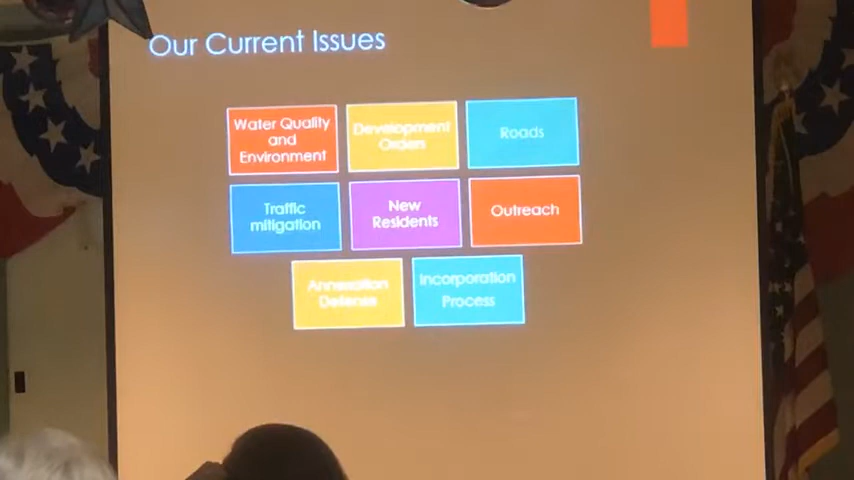 Our Current Issues
Water Quality
and
Environment
Development
Orders
Roads
Traffic
mitigation
New
Residents
Outreach
Annexation
Defense
Incorporation
Process